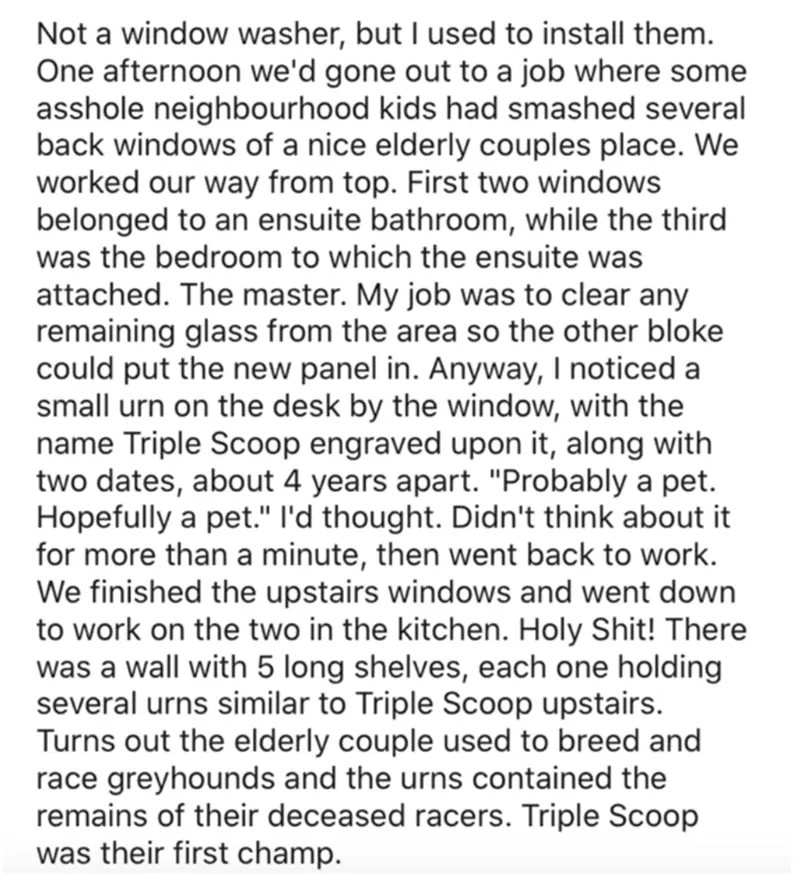 Not a window washer, but I used to install them.
One afternoon we'd gone out to a job where some
asshole neighbourhood kids had smashed several
back windows of a nice elderly couples place. We
worked our way from top. First two windows
belonged to an ensuite bathroom, while the third
was the bedroom to which the ensuite was
attached. The master. My job was to clear any
remaining glass from the area so the other bloke
could put the new panel in. Anyway, I noticed a
small urn on the desk by the window, with the
name Triple Scoop engraved upon it, along with
two dates, about 4 years apart. "Probably a pet.
Hopefully a pet." I'd thought. Didn't think about it
for more than a minute, then went back to work.
We finished the upstairs windows and went down
to work on the two in the kitchen. Holy Shit! There
was a wall with 5 long shelves, each one holding
several urns similar to Triple Scoop upstairs.
Turns out the elderly couple used to breed and
race greyhounds and the urns contained the
remains of their deceased racers. Triple Scoop
was their first champ.